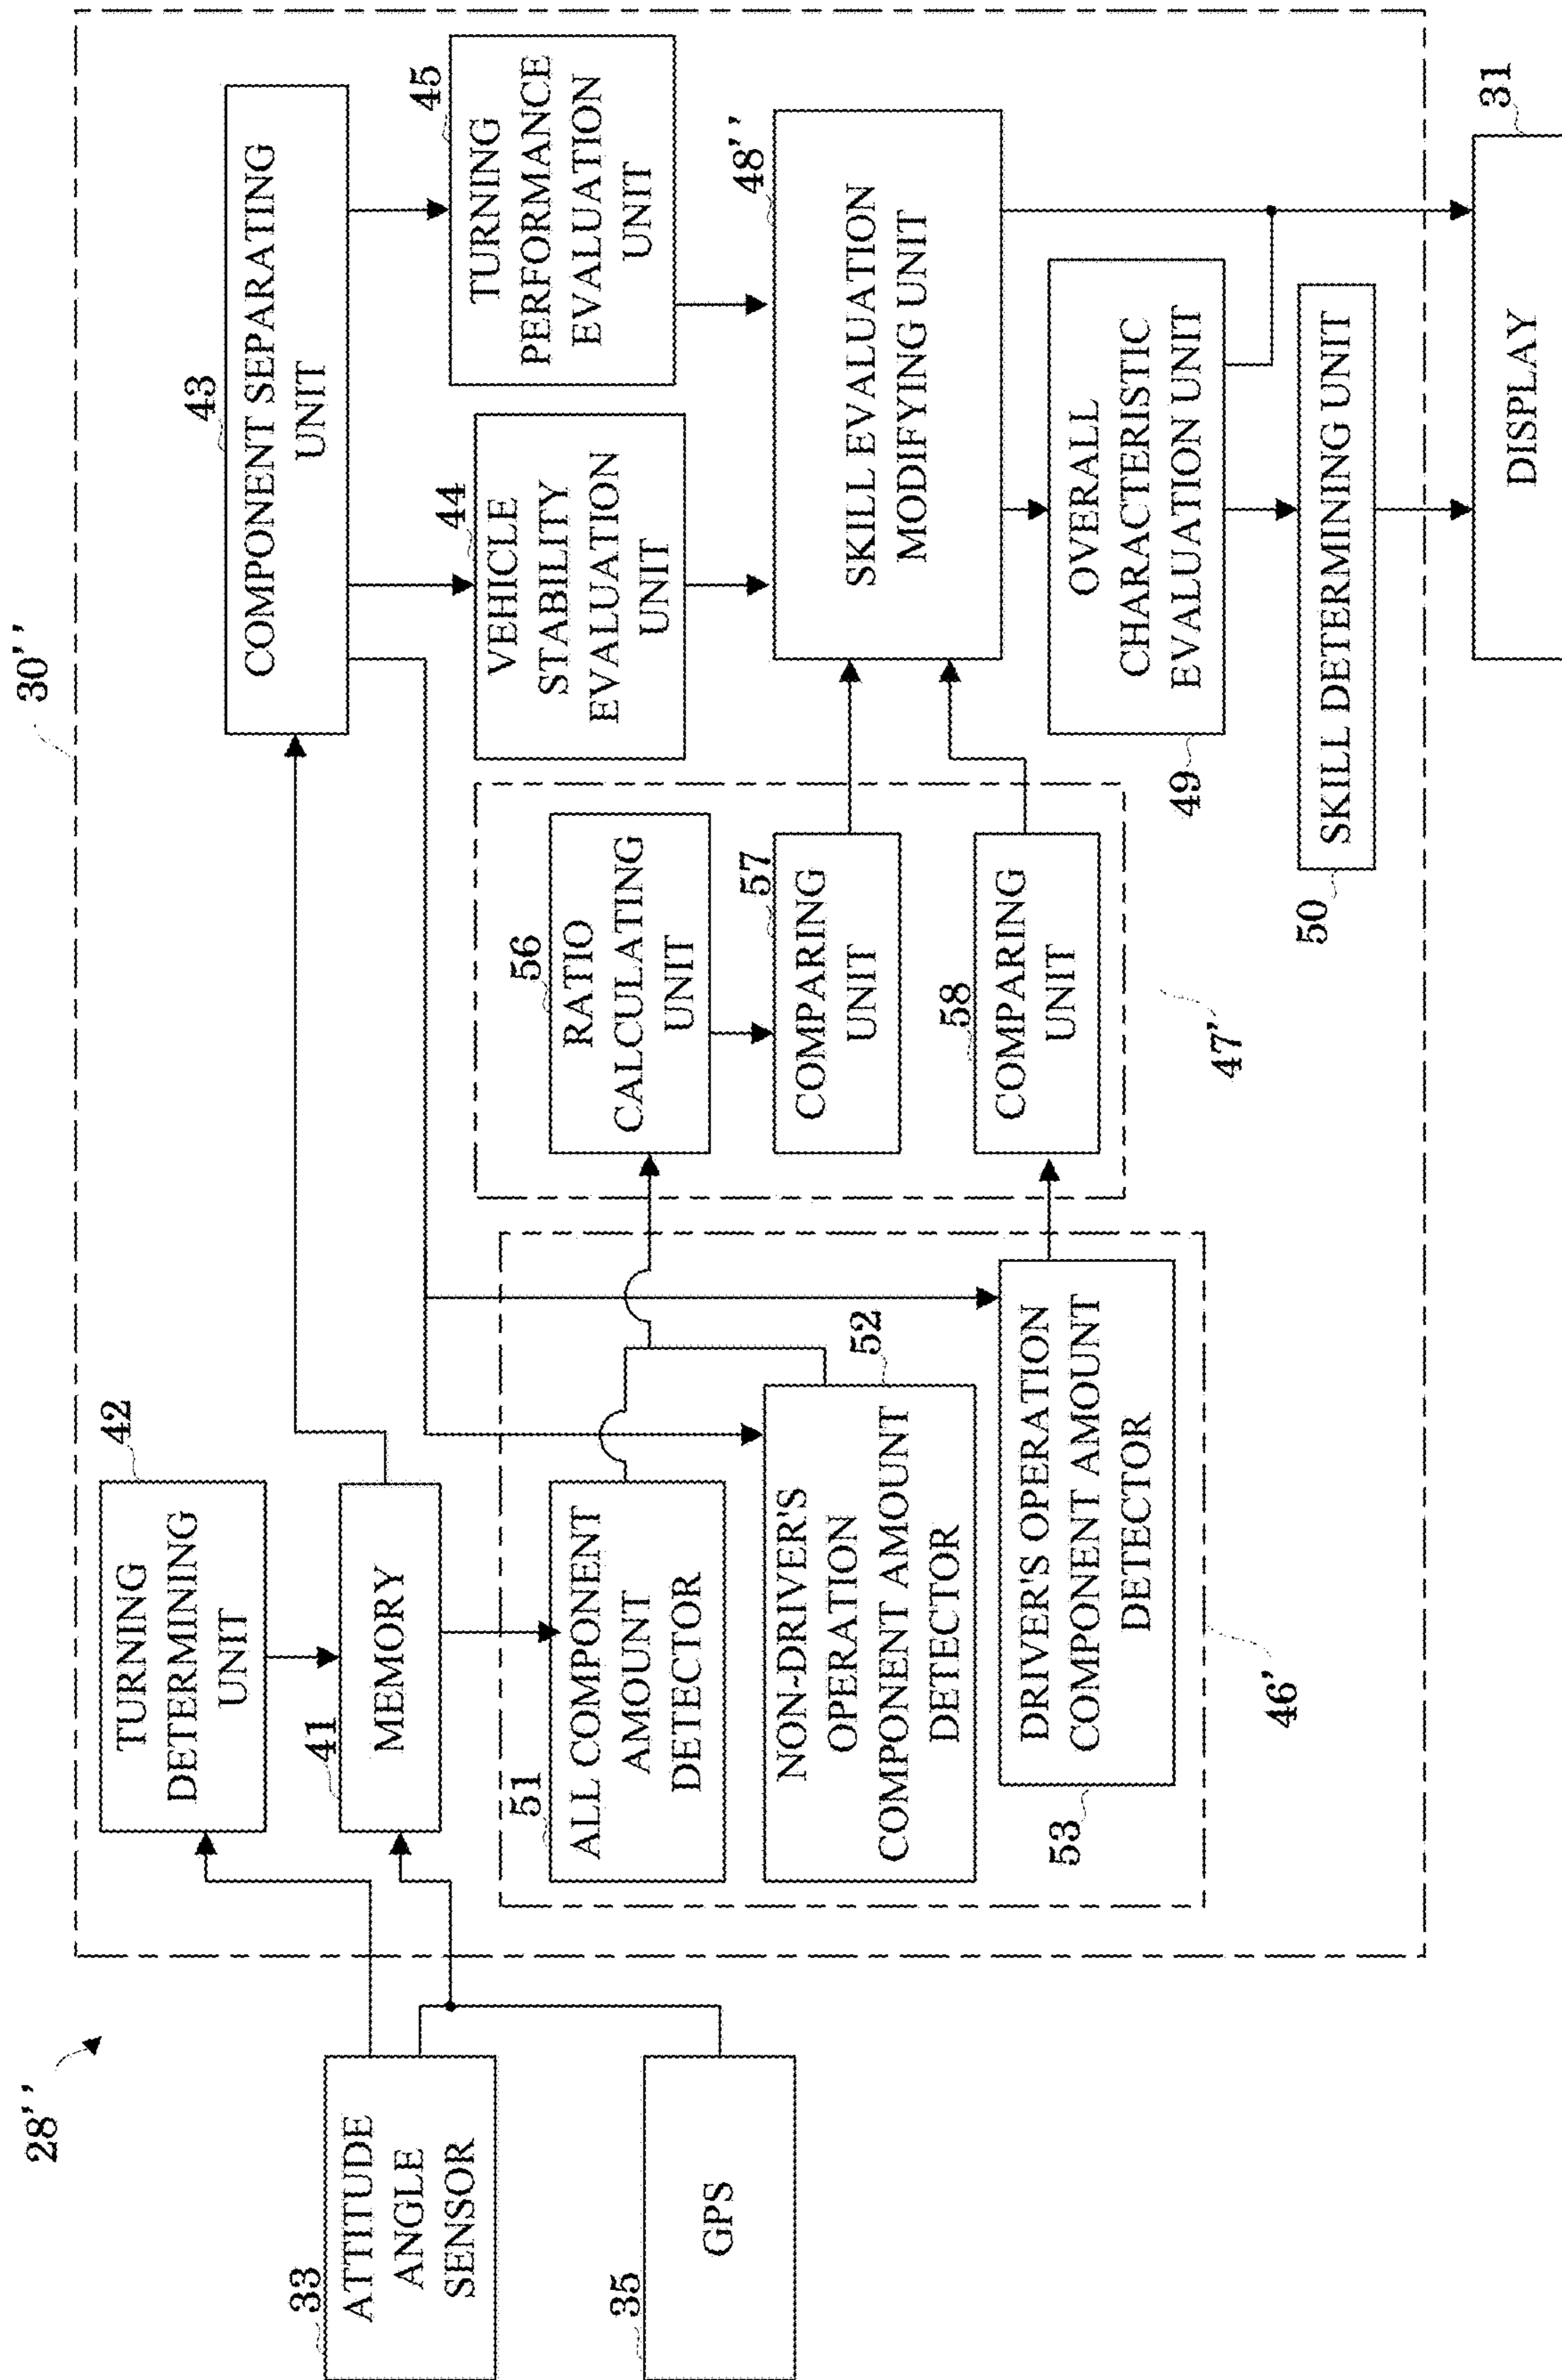 28''
30''
33
ATTITUDE
ANGLE
SENSOR
35
GPS
42
TURNING
DETERMINING
UNIT
41
MEMORY
51
ALL COMPONENT
AMOUNT
DETECTOR
52
NON-DRIVER'S
OPERATION
COMPONENT AMOUNT
DETECTOR
53
DRIVER'S OPERATION
COMPONENT AMOUNT
DETECTOR
46'
56
RATIO
CALCULATING
UNIT
57
COMPARING
UNIT
58
COMPARING
UNIT
47'
43
COMPONENT SEPARATING
UNIT
44
VEHICLE
STABILITY
EVALUATION
UNIT
45
TURNING
PERFORMANCE
EVALUATION
UNIT
48''
SKILL EVALUATION
MODIFYING UNIT
49
OVERALL
CHARACTERISTIC
EVALUATION UNIT
50
SKILL DETERMINING UNIT
31
DISPLAY